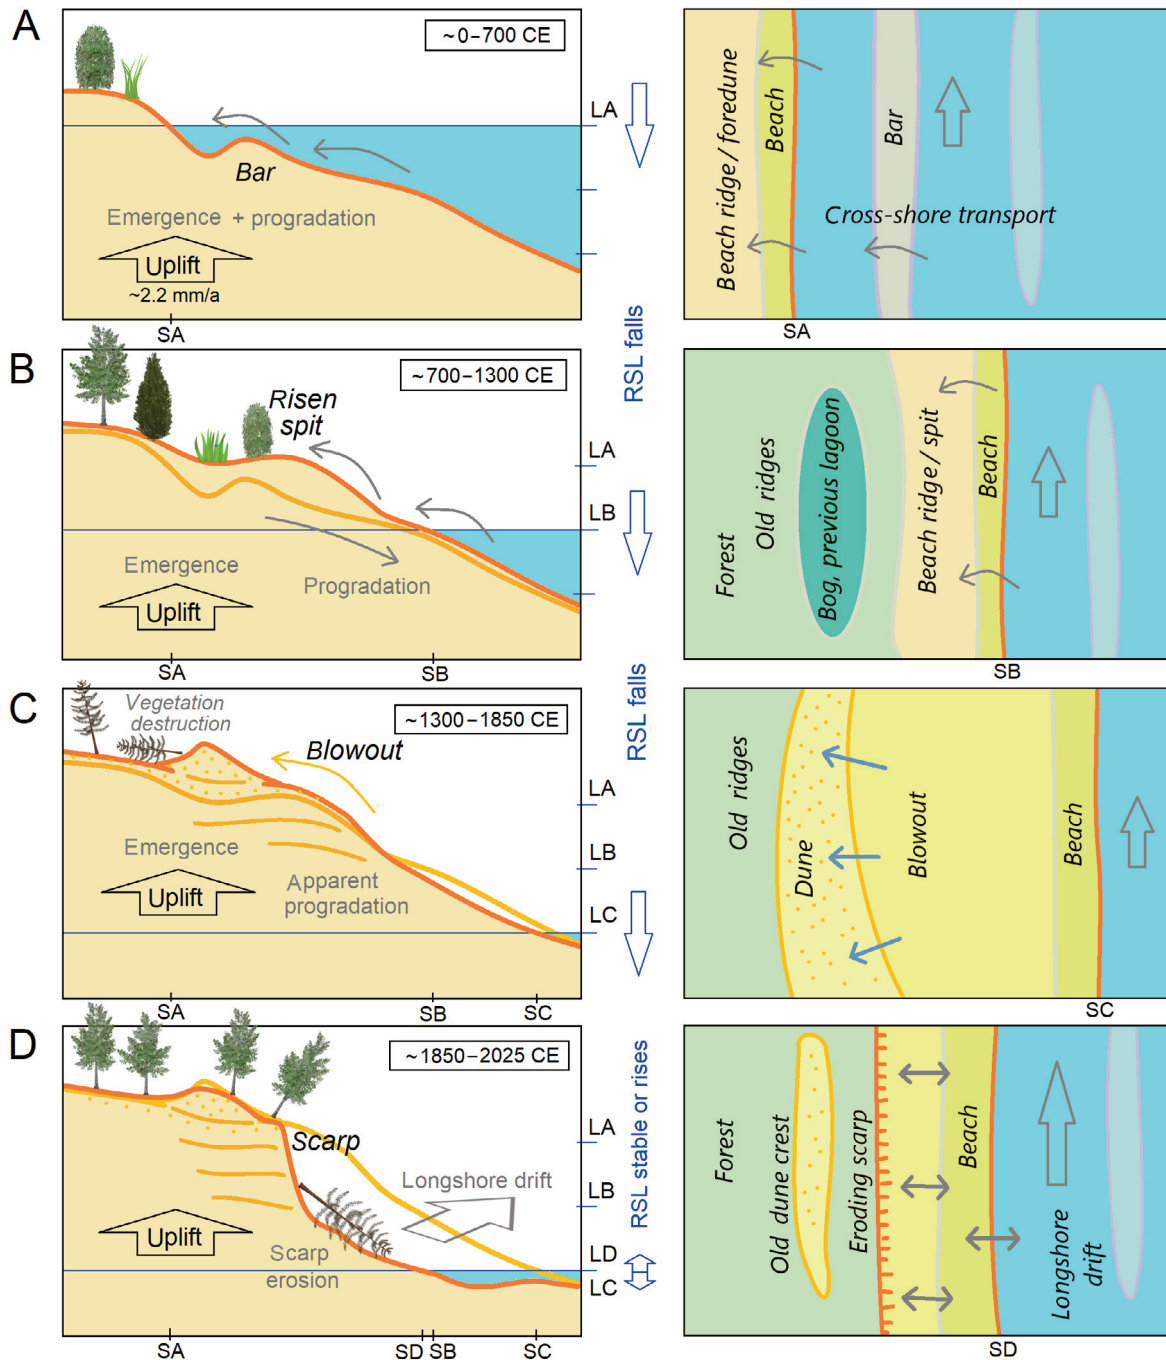 A
~0–700 CE
LA
Bar
Emergence + progradation
Uplift
~2.2 mm/a
SA
Beach ridge / foredune
Beach
Bar
Cross-shore transport
SA
RSL falls
B
~700–1300 CE
Risen
spit
LA
LB
Emergence
Progradation
Uplift
SA
SB
Forest
Old ridges
Bog, previous lagoon
Beach ridge / spit
Beach
SB
RSL falls
C
Vegetation
destruction
~1300–1850 CE
Blowout
LA
LB
LC
Emergence
Apparent
progradation
Uplift
SA
SB
SC
Old ridges
Dune
Blowout
Beach
SC
D
~1850–2025 CE
Scarp
LA
LB
LD
LC
Longshore drift
Uplift
Scarp
erosion
SA
SD
SB
SC
RSL stable or rises
Forest
Old dune crest
Eroding scarp
Beach
Longshore
drift
SD